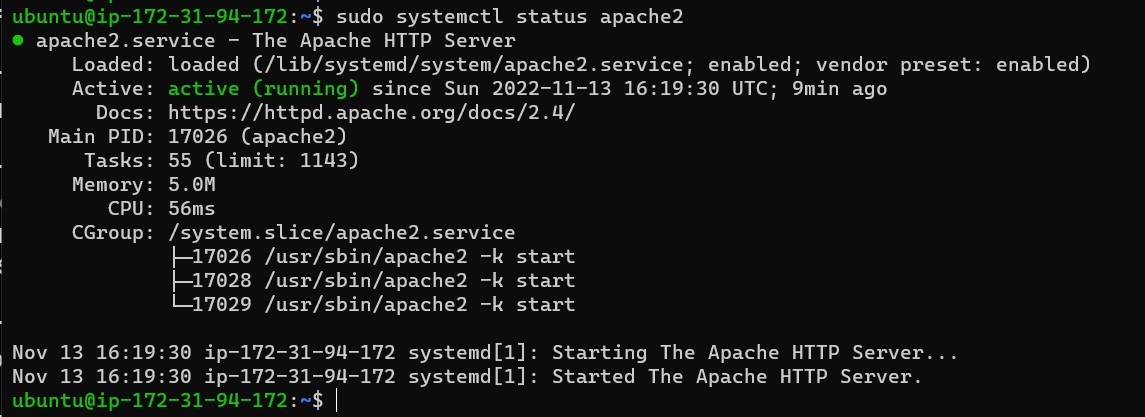 ubuntu@ip-172-31-94-172:~$ sudo systemctl status apache2
● apache2.service - The Apache HTTP Server
     Loaded: loaded (/lib/systemd/system/apache2.service; enabled; vendor preset: enabled)
     Active: active (running) since Sun 2022-11-13 16:19:30 UTC; 9min ago
       Docs: https://httpd.apache.org/docs/2.4/
   Main PID: 17026 (apache2)
      Tasks: 55 (limit: 1143)
     Memory: 5.0M
        CPU: 56ms
     CGroup: /system.slice/apache2.service
             ├─17026 /usr/sbin/apache2 -k start
             ├─17028 /usr/sbin/apache2 -k start
             └─17029 /usr/sbin/apache2 -k start

Nov 13 16:19:30 ip-172-31-94-172 systemd[1]: Starting The Apache HTTP Server...
Nov 13 16:19:30 ip-172-31-94-172 systemd[1]: Started The Apache HTTP Server.
ubuntu@ip-172-31-94-172:~$